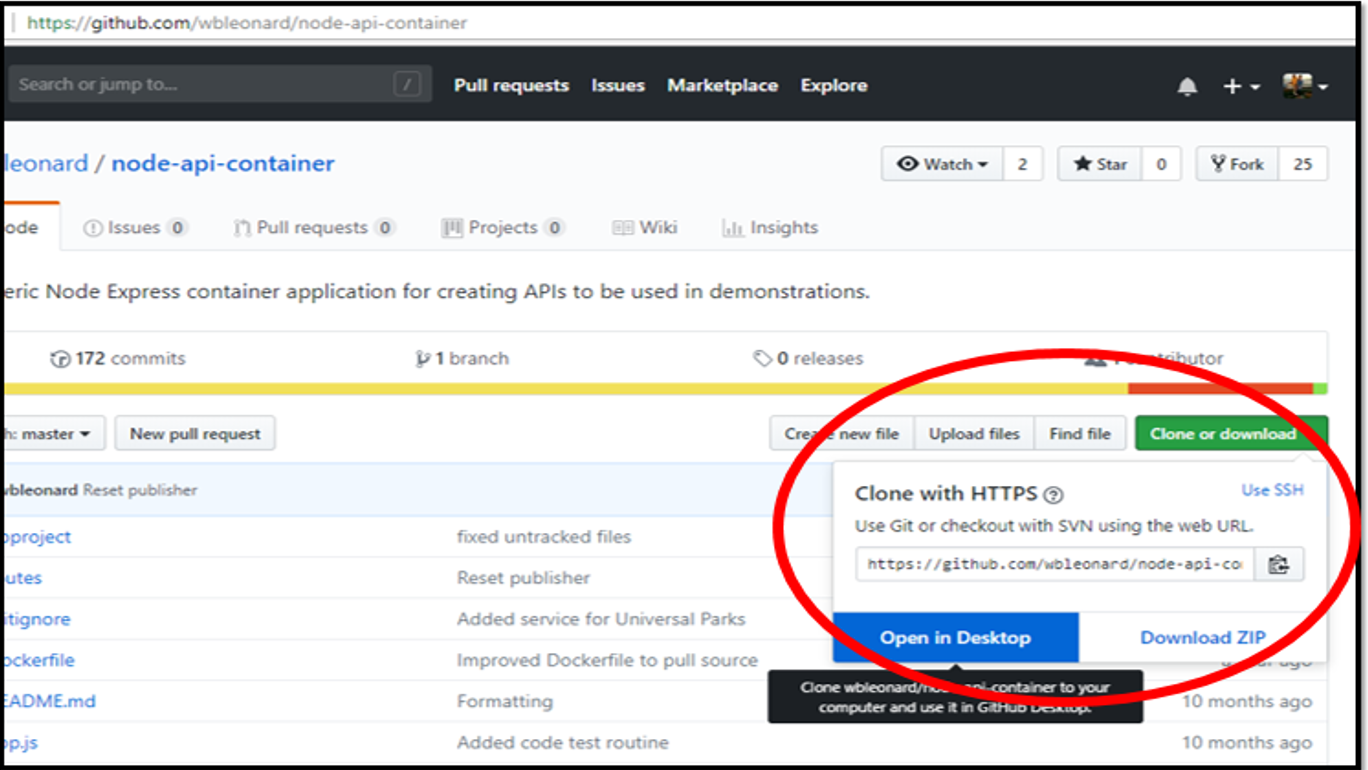 https://github.com/wbleonard/node-api-container
Search or jump to... /
Pull requests Issues Marketplace Explore
leonard / node-api-container
Watch 2 Star 0 Fork 25
ode Issues 0 Pull requests 0 Projects 0 Wiki Insights
eric Node Express container application for creating APIs to be used in demonstrations.
172 commits 1 branch 0 releases
h: master New pull request Create new file Upload files Find file Clone or download
wbleonard Reset publisher
Clone with HTTPS ? Use SSH
Use Git or checkout with SVN using the web URL.
https://github.com/wbleonard/node-api-co
Open in Desktop Download ZIP
Clone wbleonard/node-api-container to your
computer and use it in GitHub Desktop.
oproject fixed untracked files
utes Reset publisher
itignore Added service for Universal Parks
ockerfile Improved Dockerfile to pull source ago
EADME.md Formatting 10 months ago
pp.js Added code test routine 10 months ago